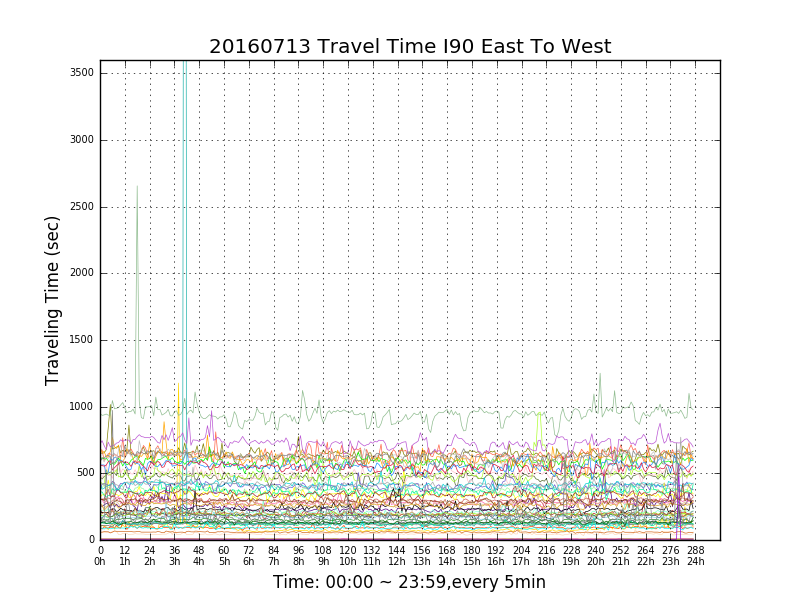 20160713 Travel Time I90 East To West
Traveling Time (sec)
3500
3000
2500
2000
1500
1000
500
0
0 12 24 36 48 60 72 84 96 108 120 132 144 156 168 180 192 204 216 228 240 252 264 276 288
0h 1h 2h 3h 4h 5h 6h 7h 8h 9h 10h 11h 12h 13h 14h 15h 16h 17h 18h 19h 20h 21h 22h 23h 24h
Time: 00:00 ~ 23:59,every 5min